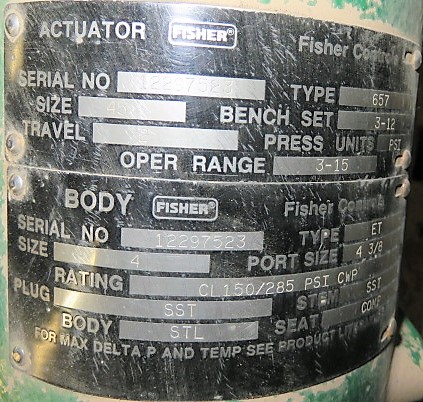 ACTUATOR FISHER® Fisher Controls
SERIAL NO 12297523 TYPE 657
SIZE BENCH SET 3-12
TRAVEL PRESS UNITS PSI
OPER RANGE 3-15
BODY FISHER® Fisher Controls
SERIAL NO 12297523 TYPE ET
SIZE 4 PORT SIZE 4 3/8
RATING CL150/285 PSI CWP
PLUG SST STEM SST
BODY STL SEAT COMP
FOR MAX DELTA P AND TEMP SEE PRODUCT